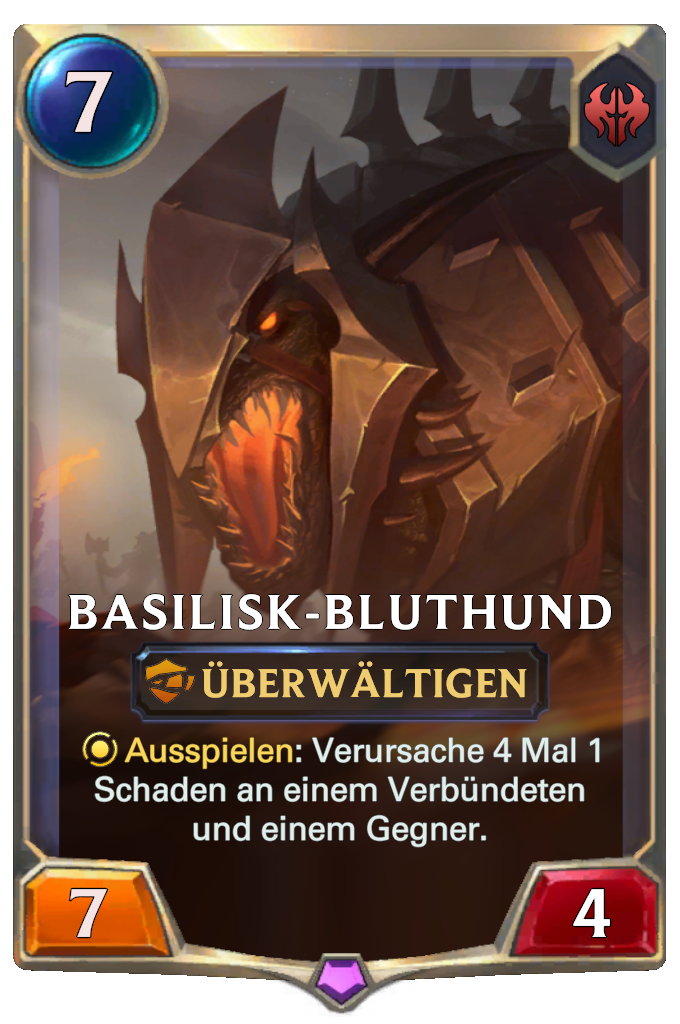 7
BASILISK-BLUTHUND
ÜBERWÄLTIGEN
Ausspielen: Verursache 4 Mal 1
Schaden an einem Verbündeten
und einem Gegner.
7
4